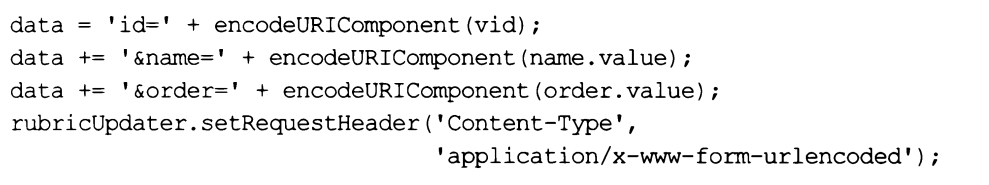 data = 'id=' + encodeURIComponent(vid);
data += '&name=' + encodeURIComponent(name.value);
data += '&order=' + encodeURIComponent(order.value);
rubricUpdater.setRequestHeader('Content-Type',
'application/x-www-form-urlencoded');